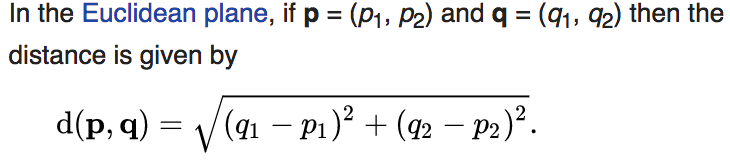 In the Euclidean plane, if p = (p₁, p₂) and q = (q₁, q₂) then the
distance is given by
d(p, q) = √((q₁ − p₁)² + (q₂ − p₂)²).